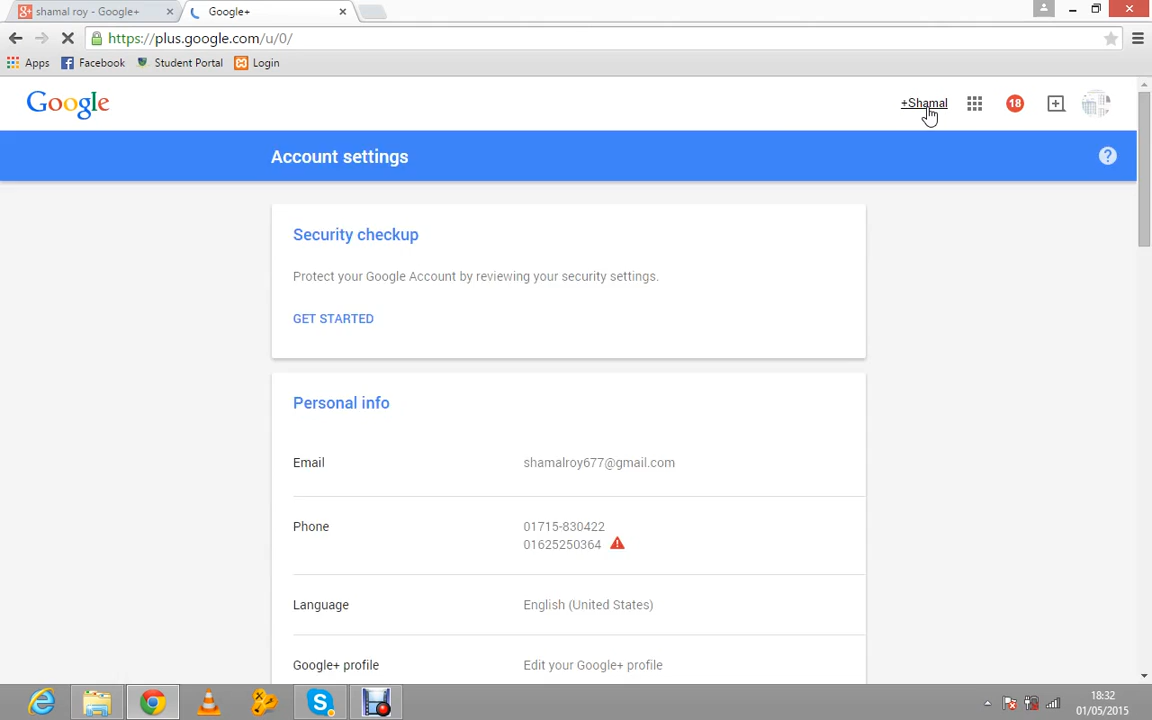 shamal roy - Google+
Google+
https://plus.google.com/u/0/
Apps
Facebook
Student Portal
Login
Google
+Shamal
18
Account settings
?
Security checkup
Protect your Google Account by reviewing your security settings.
GET STARTED
Personal info
Email
shamalroy677@gmail.com
Phone
01715-830422
01625250364
Language
English (United States)
Google+ profile
Edit your Google+ profile
18:32
01/05/2015